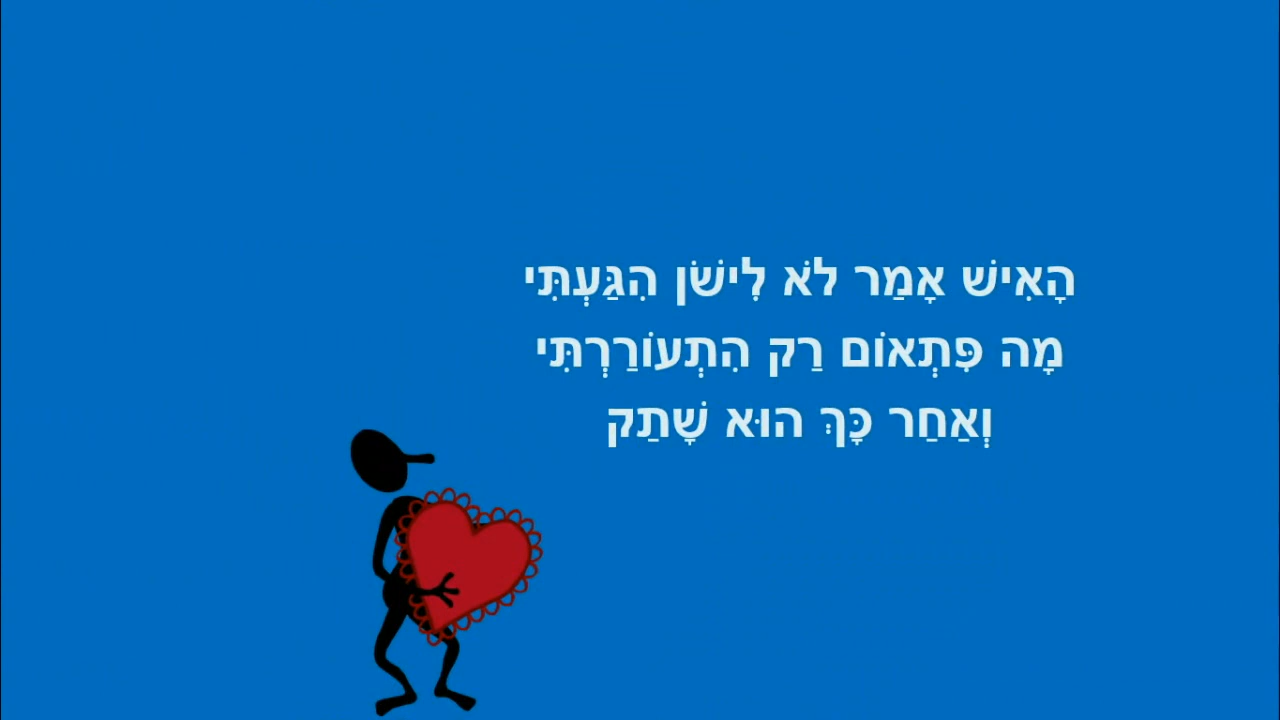 הָאִישׁ אָמַר לֹא לִישֹׁן הִגַּעְתִּי
מָה פִּתְאוֹם רַק הִתְעוֹרַרְתִּי
וְאַחַר כָּךְ הוּא שָׁתַק